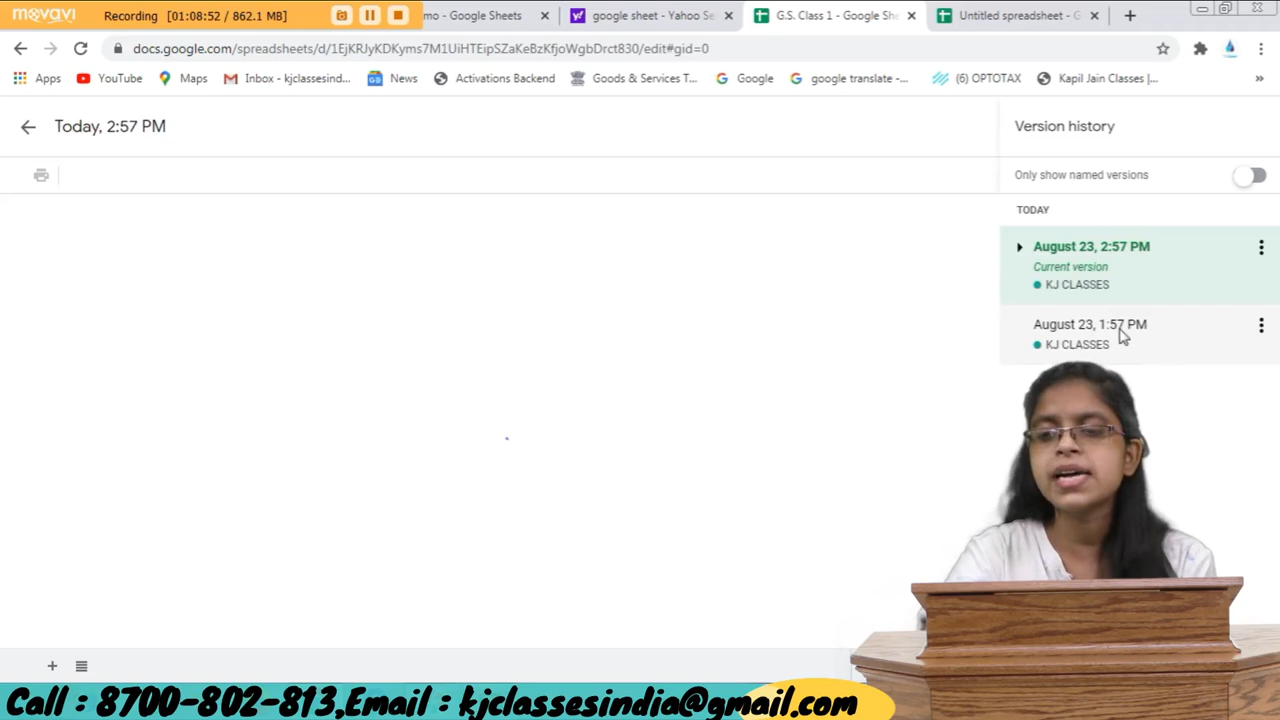 movavi Recording [01:08:52 / 862.1 MB]
mo - Google Sheets
google sheet - Yahoo Se
G.S. Class 1 - Google She
Untitled spreadsheet - G
docs.google.com/spreadsheets/d/1EjKRJyKDKyms7M1UiHTEipSZaKeBzKfjoWgbDrct830/edit#gid=0
Apps YouTube Maps Inbox - kjclassesind... News Activations Backend Goods & Services T... Google google translate -... (6) OPTOTAX Kapil Jain Classes |... »
Today, 2:57 PM
Version history
Only show named versions
TODAY
August 23, 2:57 PM
Current version
KJ CLASSES
August 23, 1:57 PM
KJ CLASSES
Call : 8700-802-813,Email : kjclassesindia@gmail.com